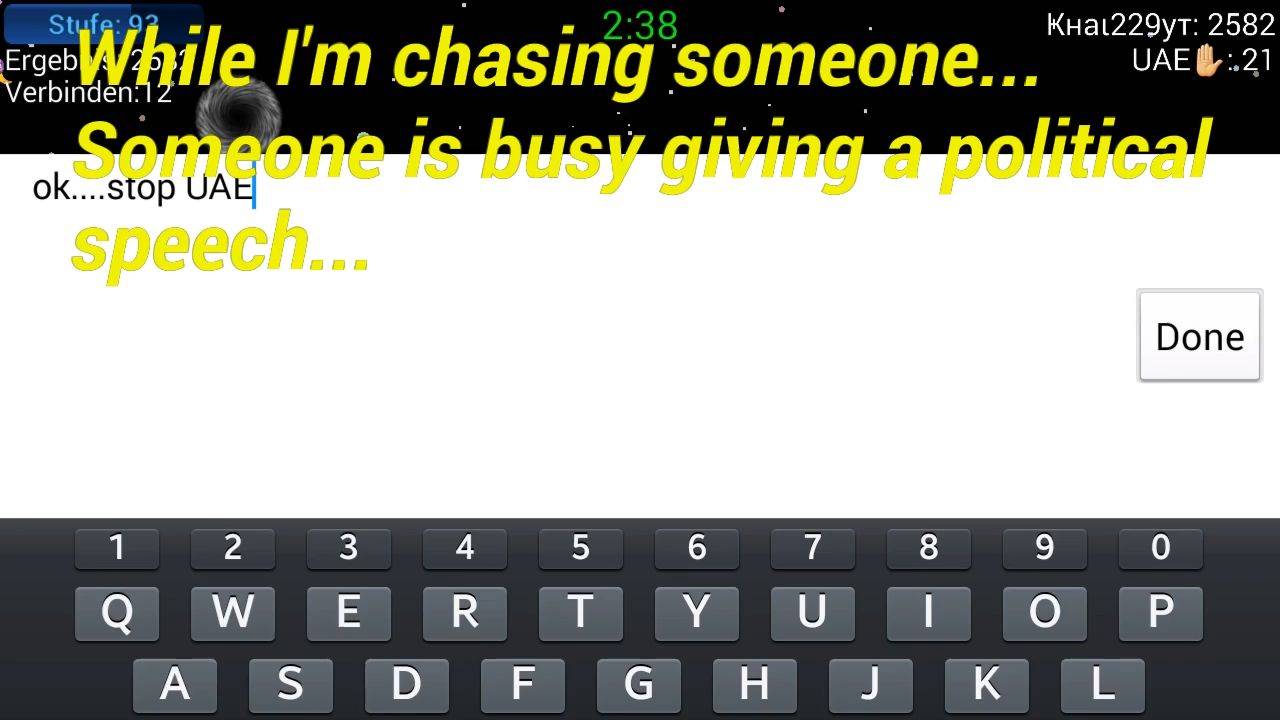 Stufe: 93
2:38
Кнаι229ут: 2582
UAE✋: 21
Verbinden:12
While I'm chasing someone...
Someone is busy giving a political
speech...
ok....stop UAE
Done
1 2 3 4 5 6 7 8 9 0
Q W E R T Y U I O P
A S D F G H J K L